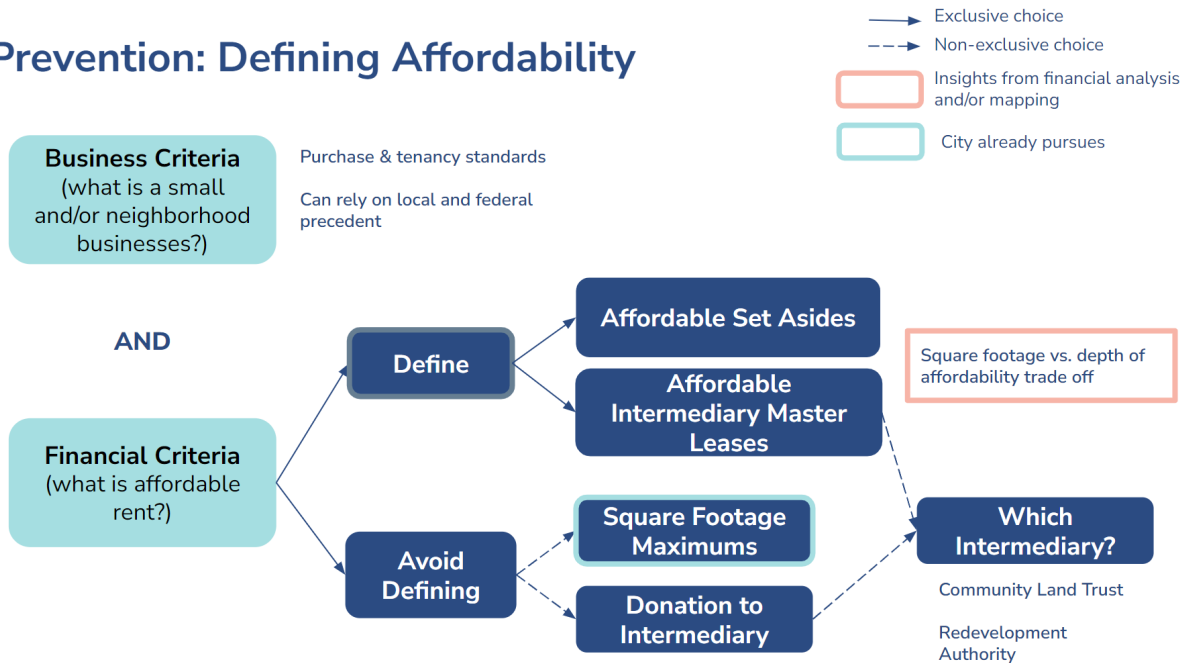 Prevention: Defining Affordability
Exclusive choice
Non-exclusive choice
Insights from financial analysis
and/or mapping
City already pursues
Business Criteria
(what is a small
and/or neighborhood
businesses?)
Purchase & tenancy standards
Can rely on local and federal
precedent
AND
Financial Criteria
(what is affordable
rent?)
Define
Avoid
Defining
Affordable Set Asides
Affordable
Intermediary Master
Leases
Square Footage
Maximums
Donation to
Intermediary
Square footage vs. depth of
affordability trade off
Which
Intermediary?
Community Land Trust
Redevelopment
Authority